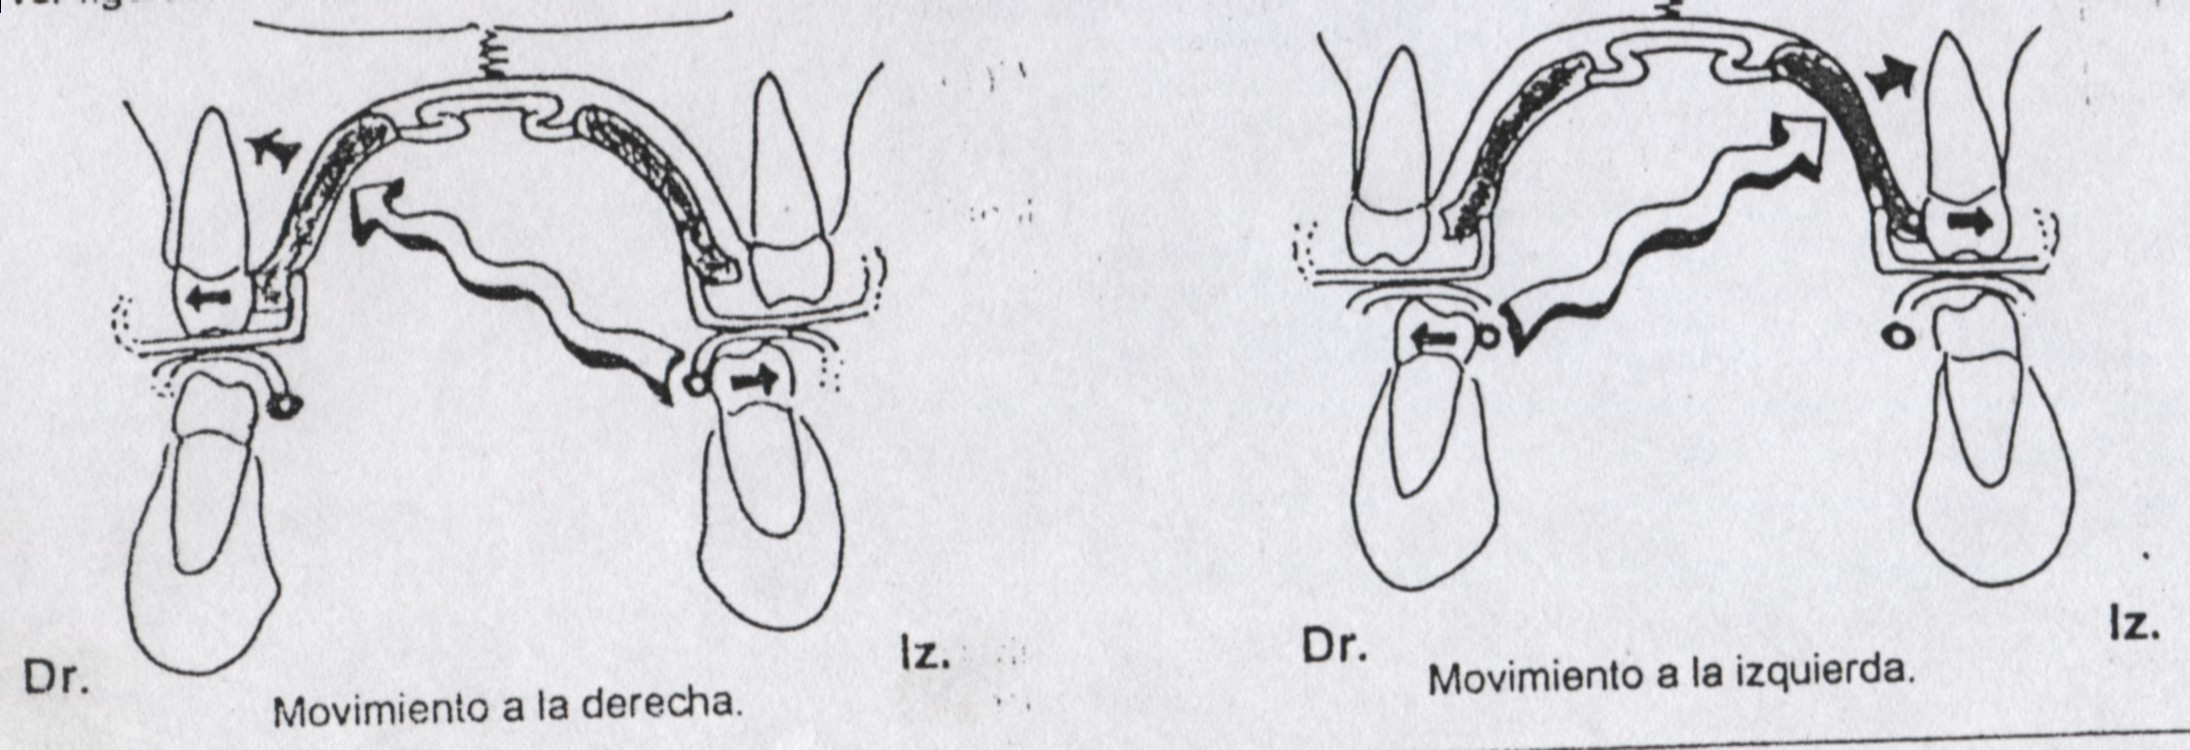 Dr.
Iz.
Movimiento a la derecha.
Dr.
Iz.
Movimiento a la izquierda.